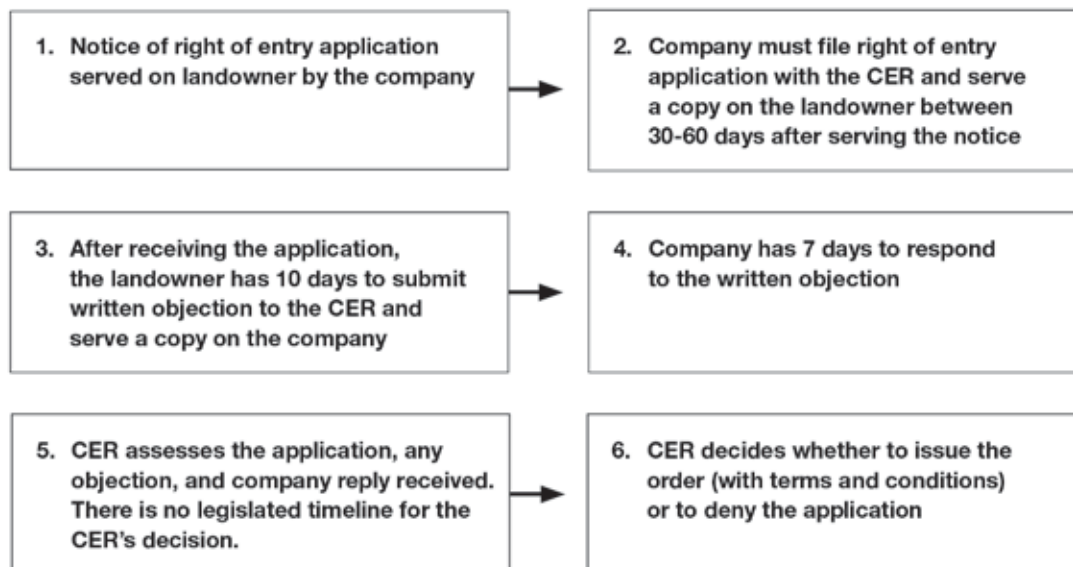 1. Notice of right of entry application
served on landowner by the company
2. Company must file right of entry
application with the CER and serve
a copy on the landowner between
30-60 days after serving the notice
3. After receiving the application,
the landowner has 10 days to submit
written objection to the CER and
serve a copy on the company
4. Company has 7 days to respond
to the written objection
5. CER assesses the application, any
objection, and company reply received.
There is no legislated timeline for the
CER’s decision.
6. CER decides whether to issue the
order (with terms and conditions)
or to deny the application